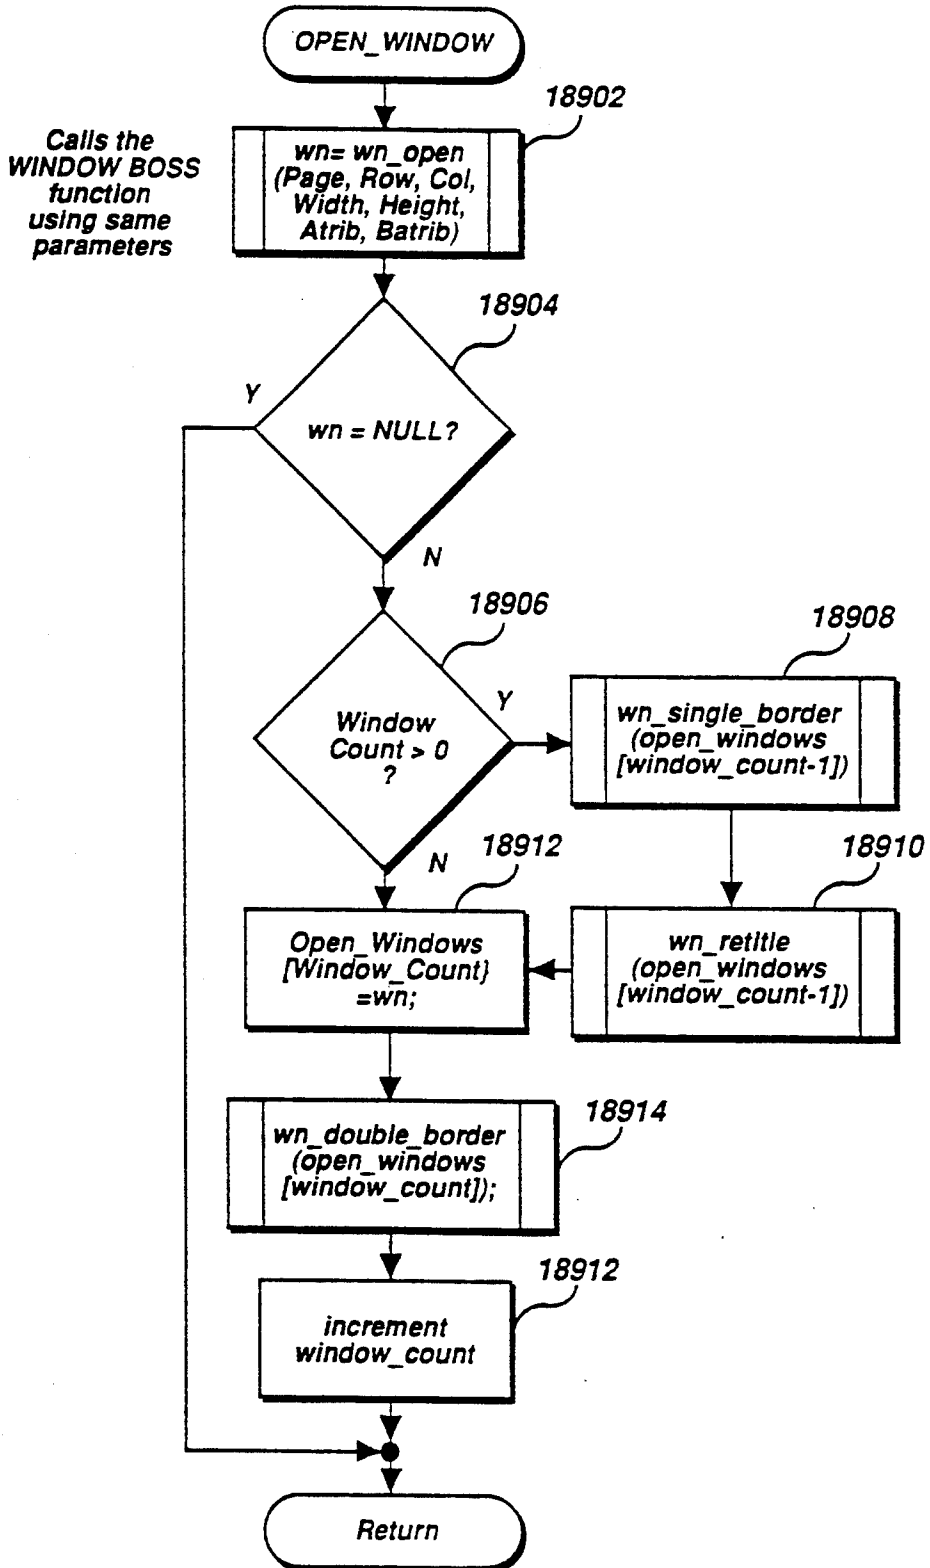 OPEN_WINDOW
18902
Calls the
WINDOW BOSS
function
using same
parameters
wn= wn_open
(Page, Row, Col,
Width, Height,
Atrib, Batrib)
18904
Y
wn = NULL?
N
18906
Window
Count > 0
?
Y
N
18908
wn_single_border
(open_windows
[window_count-1])
18910
wn_retitle
(open_windows
[window_count-1])
18912
Open_Windows
[Window_Count}
=wn;
18914
wn_double_border
(open_windows
[window_count]);
18912
increment
window_count
Return